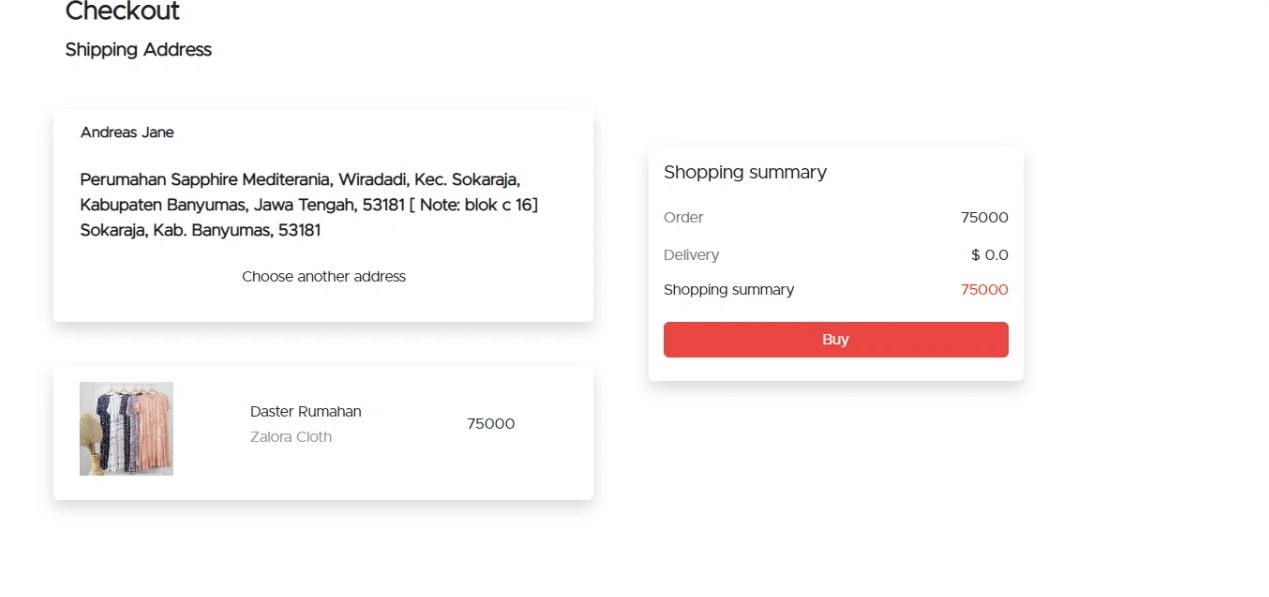 Checkout
Shipping Address
Andreas Jane
Perumahan Sapphire Mediterania, Wiradadi, Kec. Sokaraja,
Kabupaten Banyumas, Jawa Tengah, 53181 [ Note: blok c 16]
Sokaraja, Kab. Banyumas, 53181
Choose another address
Daster Rumahan
Zalora Cloth
75000
Shopping summary
Order 75000
Delivery $ 0.0
Shopping summary 75000
Buy